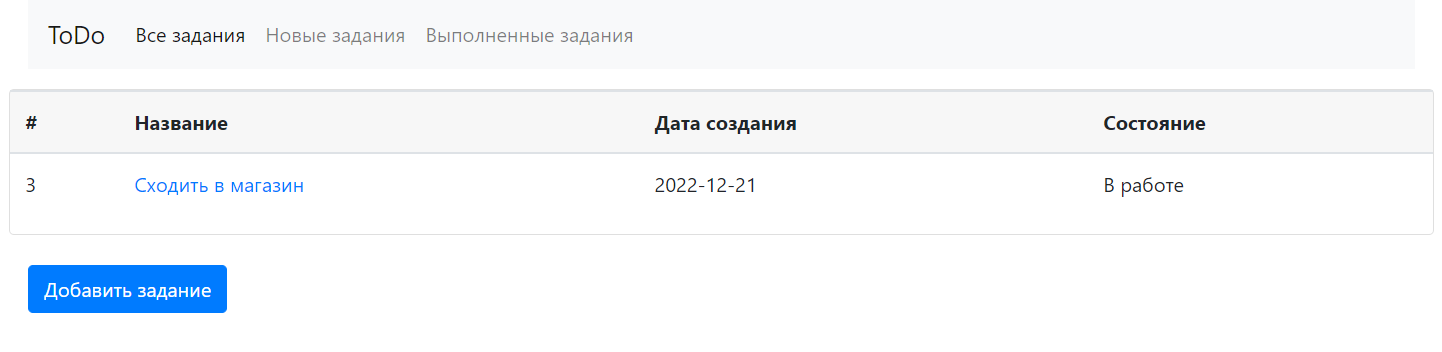 ToDo Все задания Новые задания Выполненные задания
# Название Дата создания Состояние
3 Сходить в магазин 2022-12-21 В работе
Добавить задание